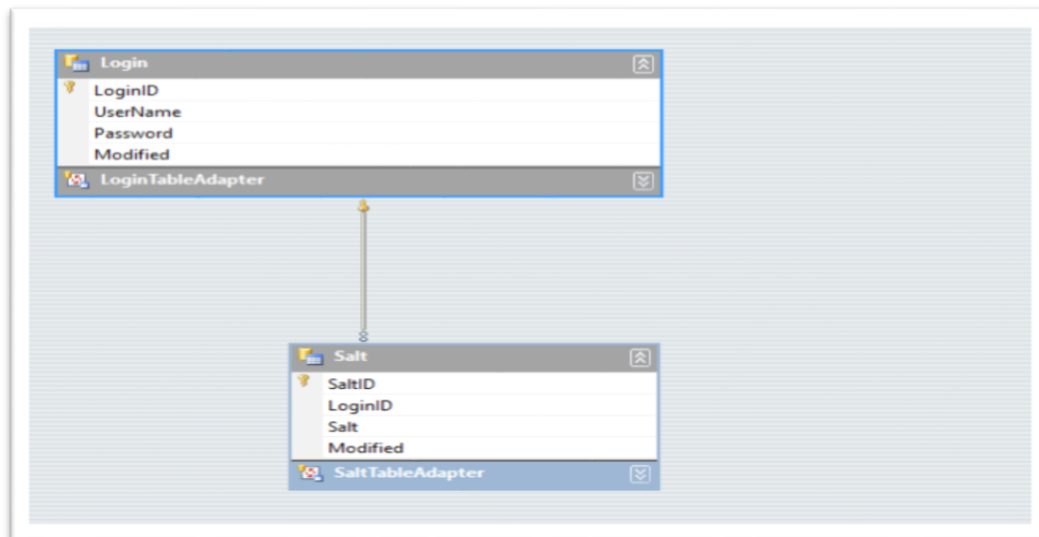 Login
LoginID
UserName
Password
Modified
LoginTableAdapter
Salt
SaltID
LoginID
Salt
Modified
SaltTableAdapter